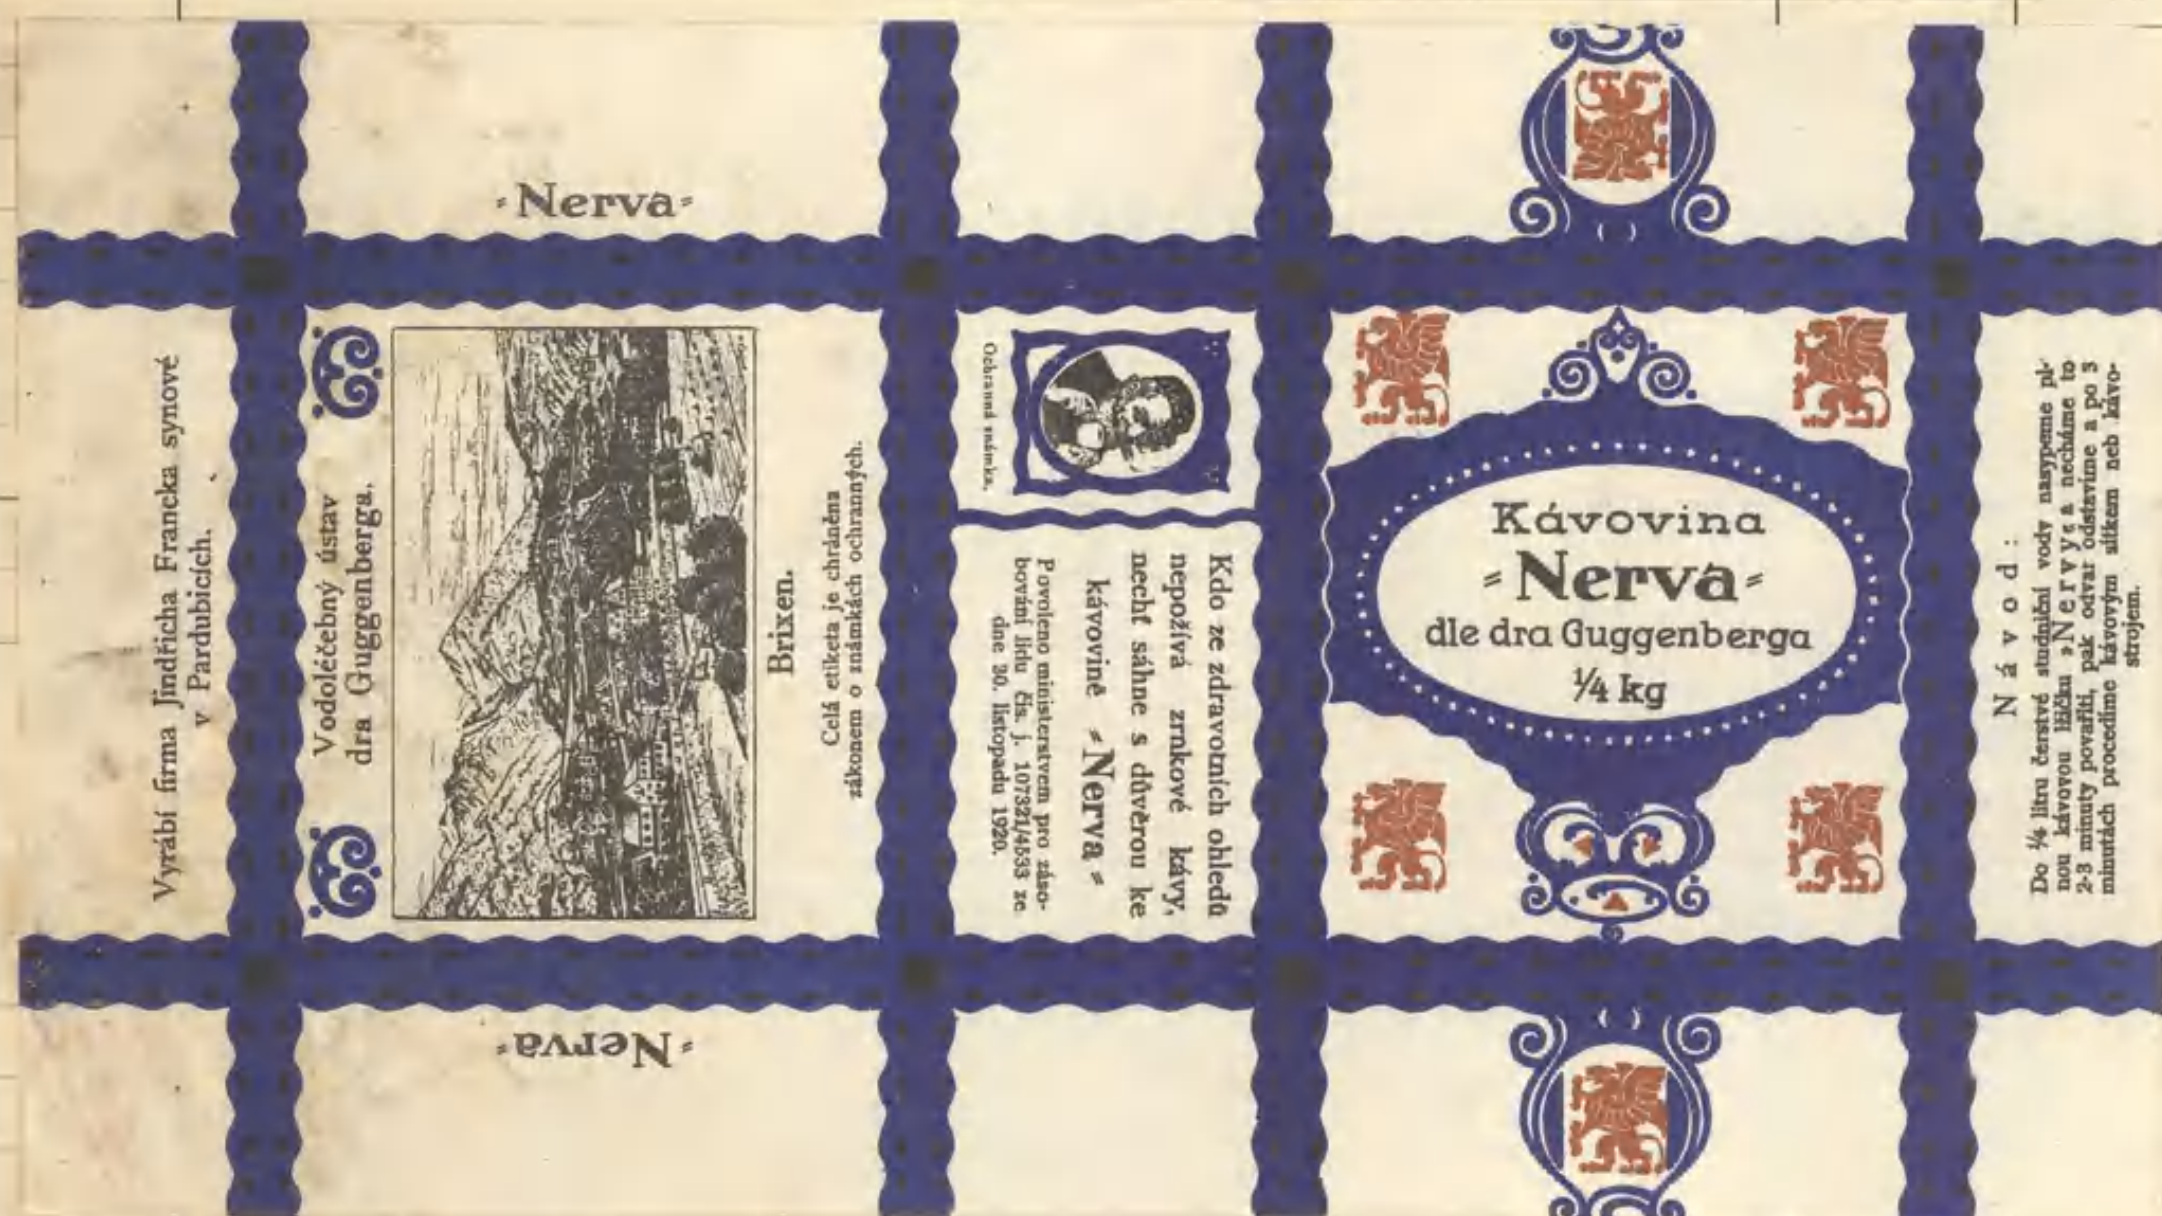 =Nerva=
Vyrábí firma Jindřicha Francka synové
v Pardubicích.
Vodoléčebný ústav
dra Guggenberga.
Brixen.
Celá etiketa je chráněna
zákonem o známkách ochranných.
Ochranná známka.
Kdo ze zdravotních ohledů
nepožívá zrnkové kávy,
nechť sáhne s důvěrou ke
kávovině =Nerva=
Povoleno ministerstvem pro záso-
bování lidu čís. j. 107321/4533 ze
dne 30. listopadu 1920.
Kávovina
=Nerva=
dle dra Guggenberga
¼ kg
Návod:
Do ¼ litru čerstvé studniční vody nasypeme pl-
nou kávovou lžičku »Nervy« a necháme to
2-3 minuty povařiti, pak odvar odstavíme a po 3
minutách procedíme kávovým sítkem neb kávo-
strojem.
=Nerva=